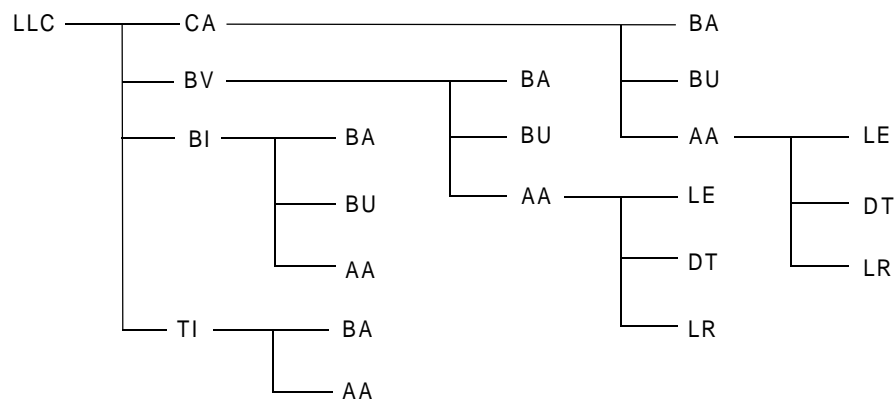 LLC CA BA
BV BA BU
BI BA BU AA LE
BU AA LE DT
AA DT LR
TI BA LR
AA